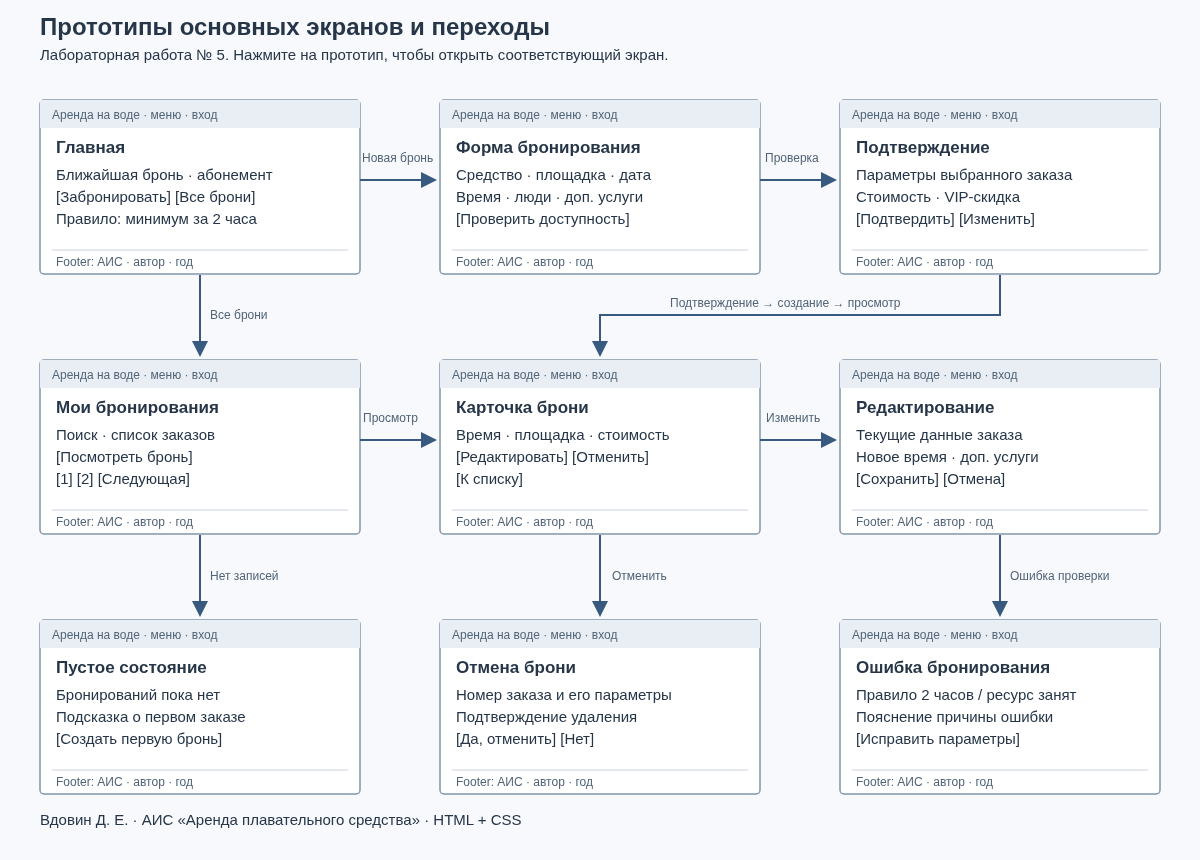 Прототипы основных экранов и переходы
Лабораторная работа № 5. Нажмите на прототип, чтобы открыть соответствующий экран.
Аренда на воде · меню · вход
Главная
Ближайшая бронь · абонемент
[Забронировать] [Все брони]
Правило: минимум за 2 часа
Footer: АИС · автор · год
Новая бронь
Аренда на воде · меню · вход
Форма бронирования
Средство · площадка · дата
Время · люди · доп. услуги
[Проверить доступность]
Footer: АИС · автор · год
Проверка
Аренда на воде · меню · вход
Подтверждение
Параметры выбранного заказа
Стоимость · VIP-скидка
[Подтвердить] [Изменить]
Footer: АИС · автор · год
Все брони
Подтверждение → создание → просмотр
Аренда на воде · меню · вход
Мои бронирования
Поиск · список заказов
[Посмотреть бронь]
[1] [2] [Следующая]
Footer: АИС · автор · год
Просмотр
Аренда на воде · меню · вход
Карточка брони
Время · площадка · стоимость
[Редактировать] [Отменить]
[К списку]
Footer: АИС · автор · год
Изменить
Аренда на воде · меню · вход
Редактирование
Текущие данные заказа
Новое время · доп. услуги
[Сохранить] [Отмена]
Footer: АИС · автор · год
Нет записей
Отменить
Ошибка проверки
Аренда на воде · меню · вход
Пустое состояние
Бронирований пока нет
Подсказка о первом заказе
[Создать первую бронь]
Footer: АИС · автор · год
Аренда на воде · меню · вход
Отмена брони
Номер заказа и его параметры
Подтверждение удаления
[Да, отменить] [Нет]
Footer: АИС · автор · год
Аренда на воде · меню · вход
Ошибка бронирования
Правило 2 часов / ресурс занят
Пояснение причины ошибки
[Исправить параметры]
Footer: АИС · автор · год
Вдовин Д. Е. · АИС «Аренда плавательного средства» · HTML + CSS